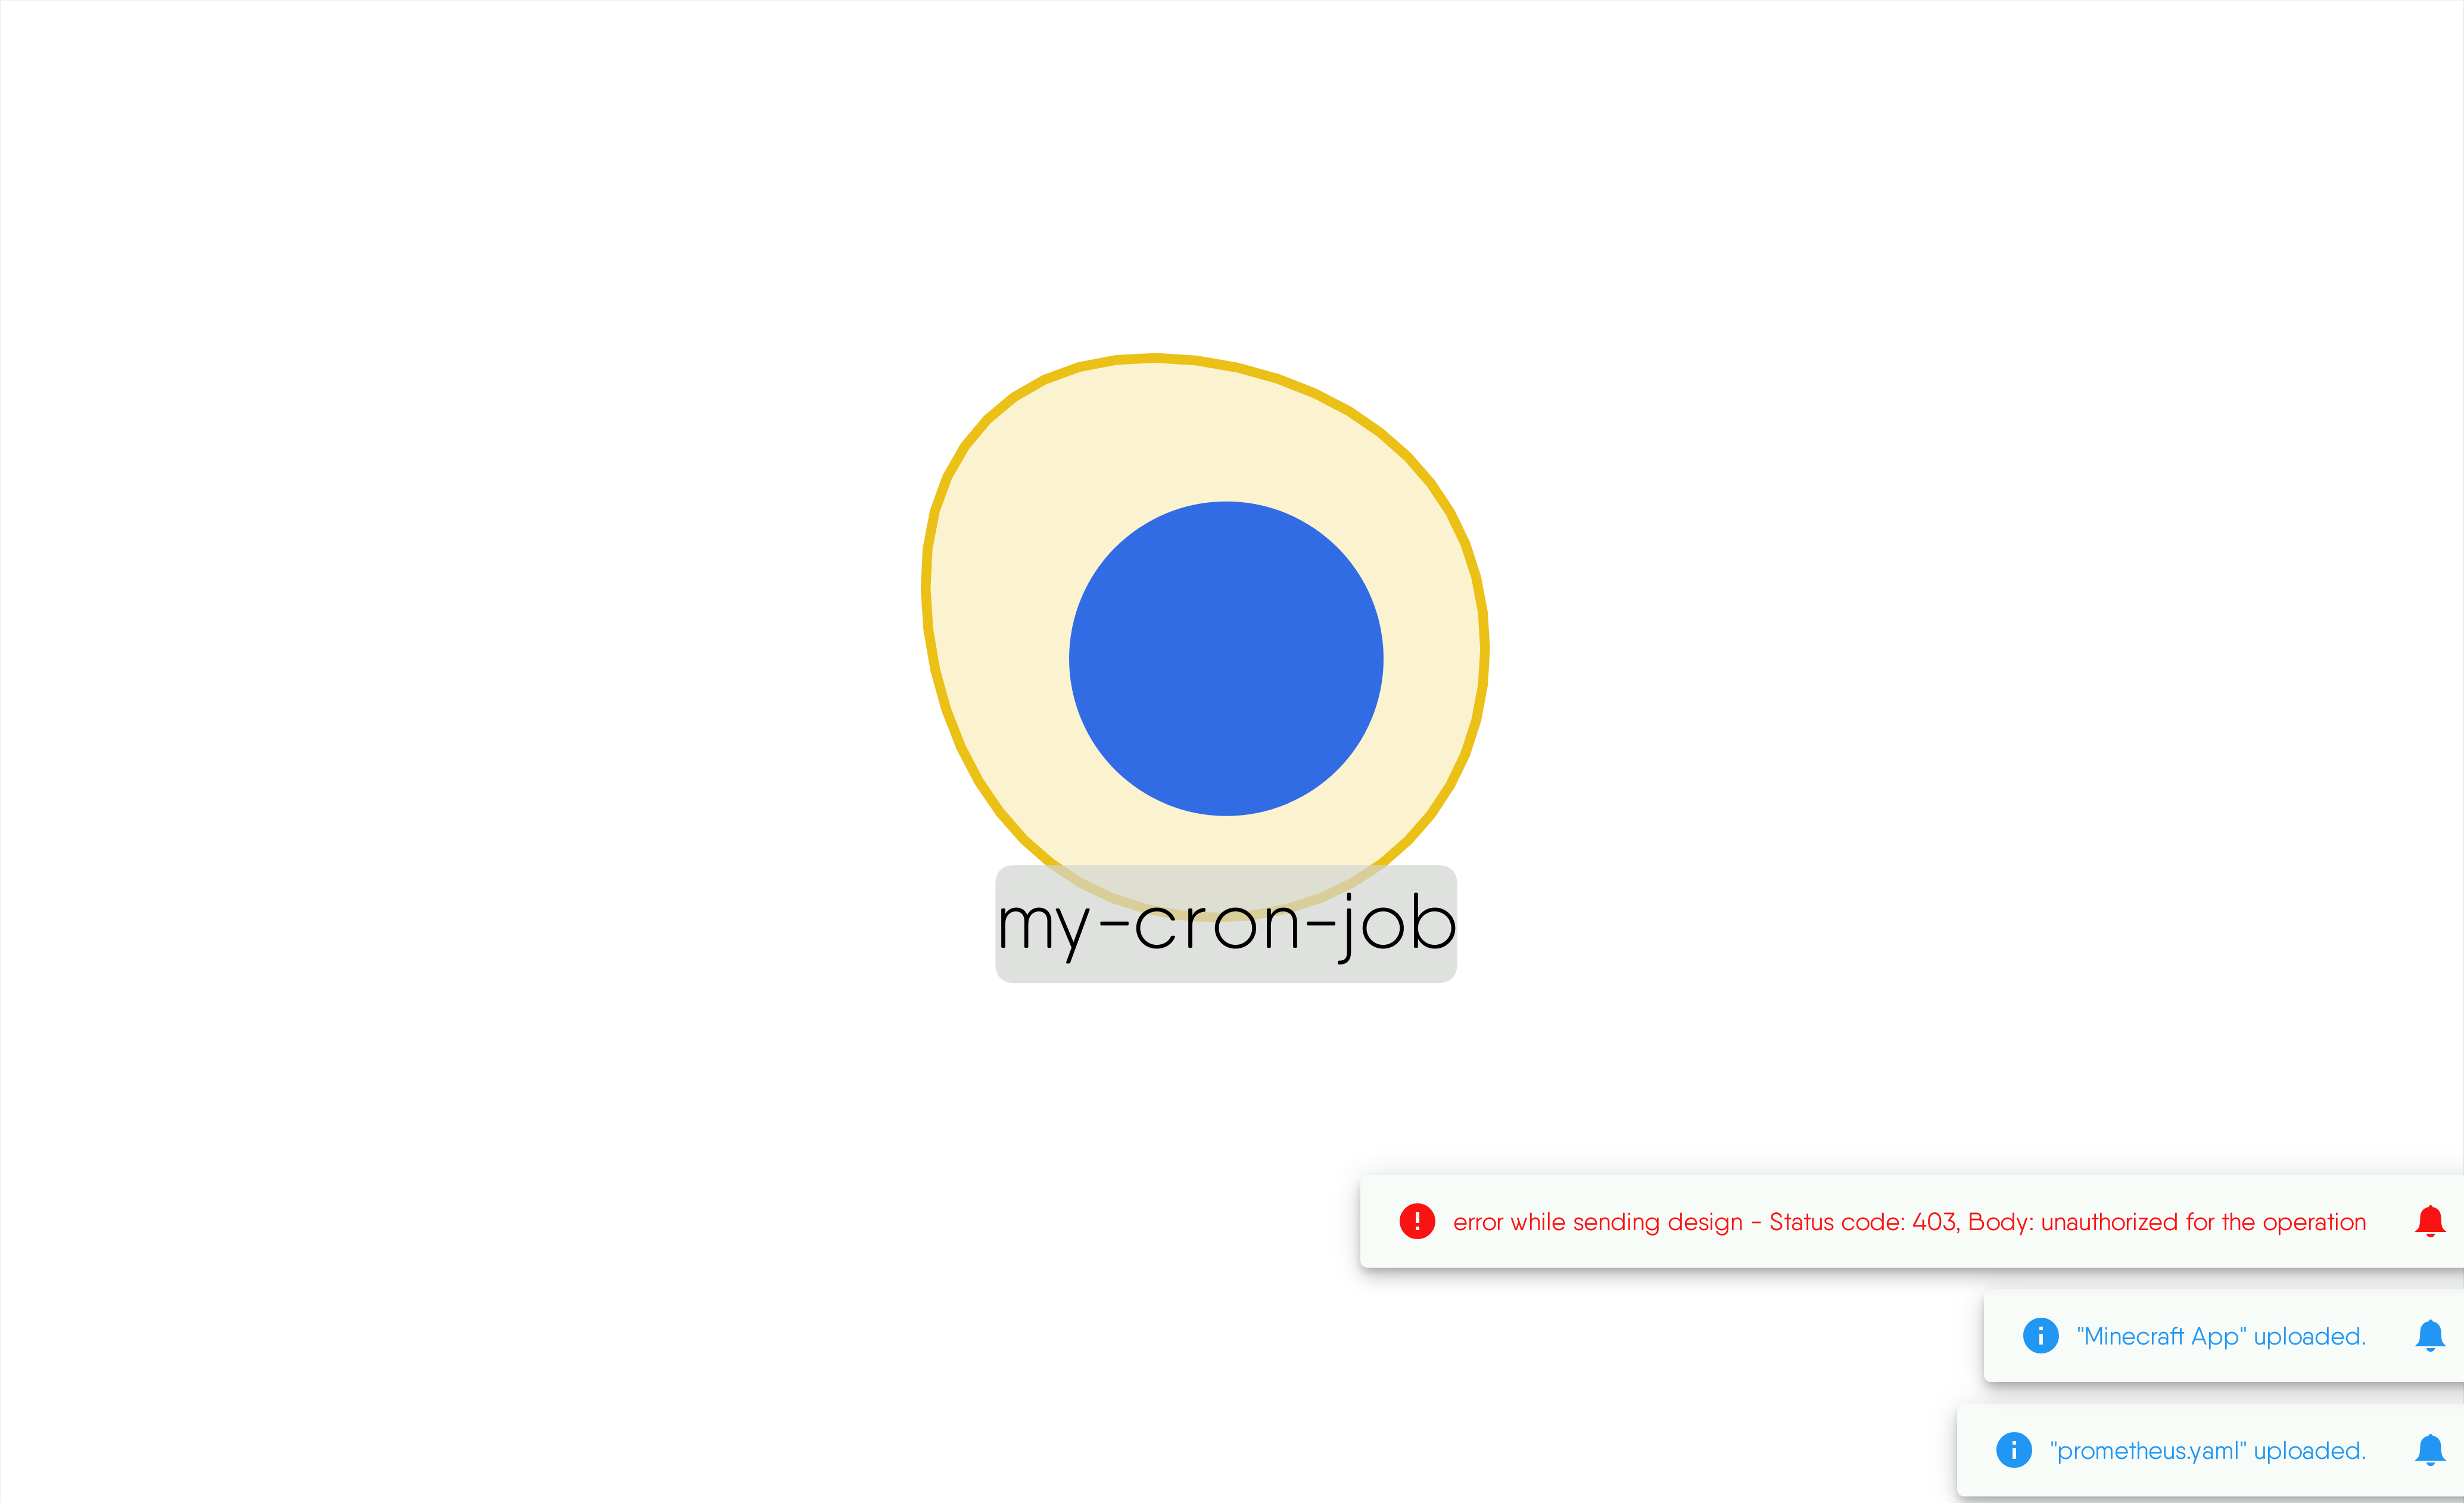 my-cron-job
error while sending design - Status code: 403, Body: unauthorized for the operation
"Minecraft App" uploaded.
"prometheus.yaml" uploaded.